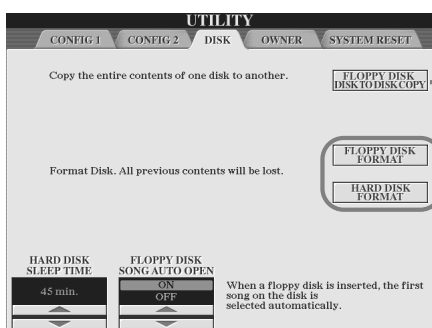 UTILITY
CONFIG 1 CONFIG 2 DISK OWNER SYSTEM RESET
Copy the entire contents of one disk to another.
FLOPPY DISK
DISK TO DISK COPY
Format Disk. All previous contents will be lost.
FLOPPY DISK
FORMAT
HARD DISK
FORMAT
HARD DISK
SLEEP TIME
45 min.
FLOPPY DISK
SONG AUTO OPEN
ON
OFF
When a floppy disk is inserted, the first
song on the disk is
selected automatically.